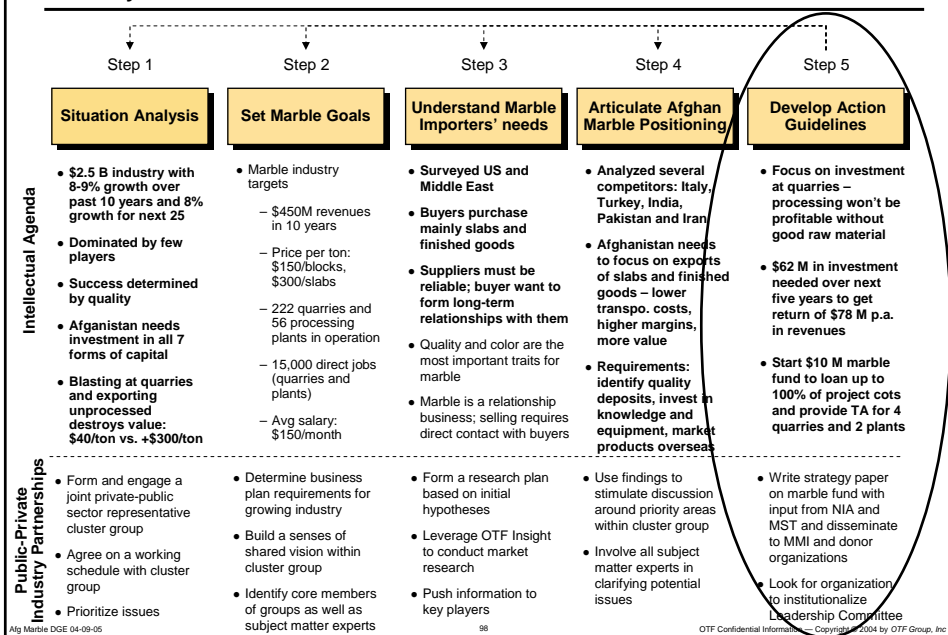 Step 1
Step 2
Step 3
Step 4
Step 5
Situation Analysis
Set Marble Goals
Understand Marble
Importers' needs
Articulate Afghan
Marble Positioning
Develop Action
Guidelines
Intellectual Agenda
• $2.5 B industry with
8-9% growth over
past 10 years and 8%
growth for next 25
• Dominated by few
players
• Success determined
by quality
• Afganistan needs
investment in all 7
forms of capital
• Blasting at quarries
and exporting
unprocessed
destroys value:
$40/ton vs. +$300/ton
• Marble industry
targets
– $450M revenues
in 10 years
– Price per ton:
$150/blocks,
$300/slabs
– 222 quarries and
56 processing
plants in operation
– 15,000 direct jobs
(quarries and
plants)
– Avg salary:
$150/month
• Surveyed US and
Middle East
• Buyers purchase
mainly slabs and
finished goods
• Suppliers must be
reliable; buyer want to
form long-term
relationships with them
• Quality and color are the
most important traits for
marble
• Marble is a relationship
business; selling requires
direct contact with buyers
• Analyzed several
competitors: Italy,
Turkey, India,
Pakistan and Iran
• Afghanistan needs
to focus on exports
of slabs and finished
goods – lower
transpo. costs,
higher margins,
more value
• Requirements:
identify quality
deposits, invest in
knowledge and
equipment, market
products overseas
• Focus on investment
at quarries –
processing won't be
profitable without
good raw material
• $62 M in investment
needed over next
five years to get
return of $78 M p.a.
in revenues
• Start $10 M marble
fund to loan up to
100% of project cots
and provide TA for 4
quarries and 2 plants
Public-Private
Industry Partnerships
• Form and engage a
joint private-public
sector representative
cluster group
• Agree on a working
schedule with cluster
group
• Prioritize issues
• Determine business
plan requirements for
growing industry
• Build a senses of
shared vision within
cluster group
• Identify core members
of groups as well as
subject matter experts
• Form a research plan
based on initial
hypotheses
• Leverage OTF Insight
to conduct market
research
• Push information to
key players
• Use findings to
stimulate discussion
around priority areas
within cluster group
• Involve all subject
matter experts in
clarifying potential
issues
• Write strategy paper
on marble fund with
input from NIA and
MST and disseminate
to MMI and donor
organizations
• Look for organization
to institutionalize
Leadership Committee
Afg Marble DGE 04-09-05
98
OTF Confidential Information — Copyright © 2004 by OTF Group, Inc